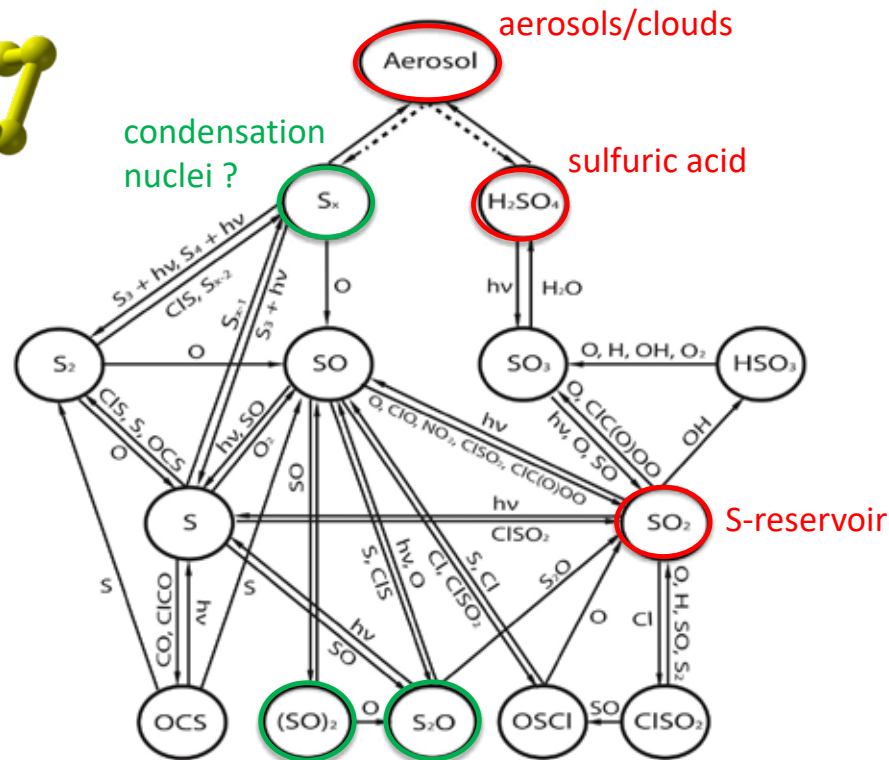 aerosols/clouds
Aerosol
condensation
nuclei ?
sulfuric acid
Sₓ
H₂SO₄
S₃ + hν, S₄ + hν
ClS, Sₓ₋₂
Sₓ₋₁
S₃ + hν
O
hν
H₂O
S₂
O
SO
SO₃
O, H, OH, O₂
HSO₃
ClS, S, OCS
O
hν, SO
O₂
hν
O, ClO, NO₂, ClSO₂, ClC(O)OO
O, ClC(O)OO
hν, O, SO
OH
SO
S
hν
ClSO₂
SO₂
S-reservoir
S
CO, ClCO
hν
S
hν
SO
S, ClS
hν, O
S, Cl
Cl, ClSO₂
S₂O
O
Cl
O, H, SO, S₂
OCS
(SO)₂
O
S₂O
OSCl
SO
ClSO₂